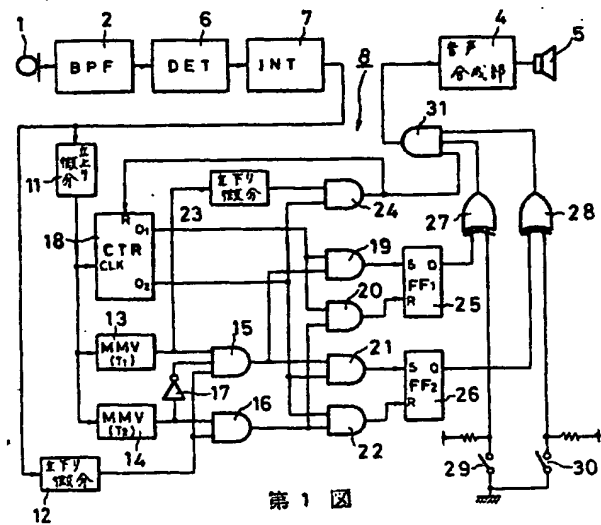 1
2
6
7
8
4
5
BPF
DET
INT
音声
合成部
31
11
立上り
微分
23
立下り
微分
24
27
28
18
R
O1
CTR
CLK
O2
19
20
S Q
FF1
R
25
13
MMV
(T1)
15
17
21
S Q
FF2
R
26
MMV
(T2)
14
16
22
立下り
微分
12
29
30
第1図